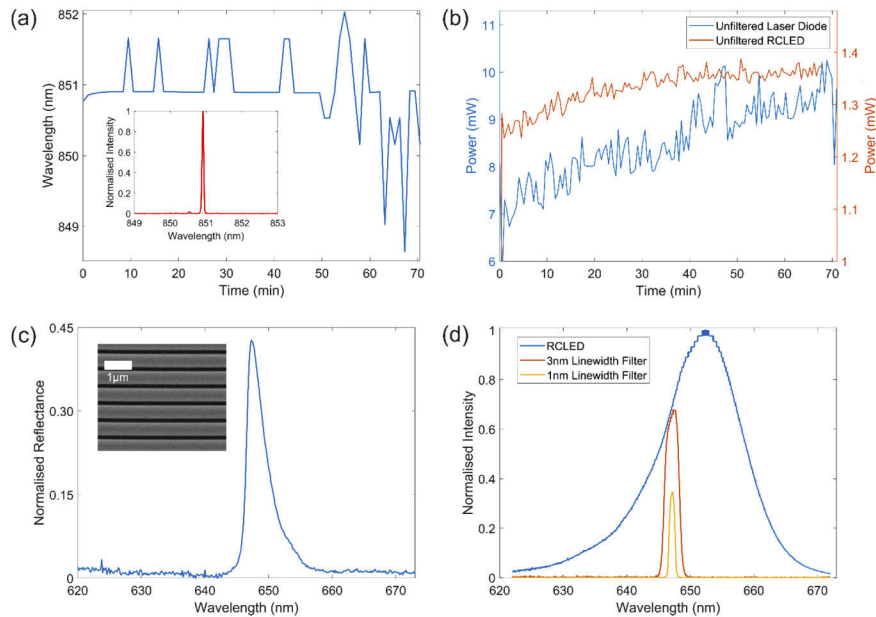 (a)
852
851
850
849
Wavelength (nm)
0 10 20 30 40 50 60 70
Time (min)
1
0.8
0.6
0.4
0.2
0
Normalised Intensity
849 850 851 852 853
Wavelength (nm)
(b)
11
10
9
8
7
6
Power (mW)
Unfiltered Laser Diode
Unfiltered RCLED
1.4
1.3
1.2
1.1
1
Power (mW)
0 10 20 30 40 50 60 70
Time (min)
(c)
0.45
0.30
0.15
0
Normalised Reflectance
1μm
620 630 640 650 660 670
Wavelength (nm)
(d)
1
0.8
0.6
0.4
0.2
0
Normalised Intensity
RCLED
3nm Linewidth Filter
1nm Linewidth Filter
620 630 640 650 660 670
Wavelength (nm)